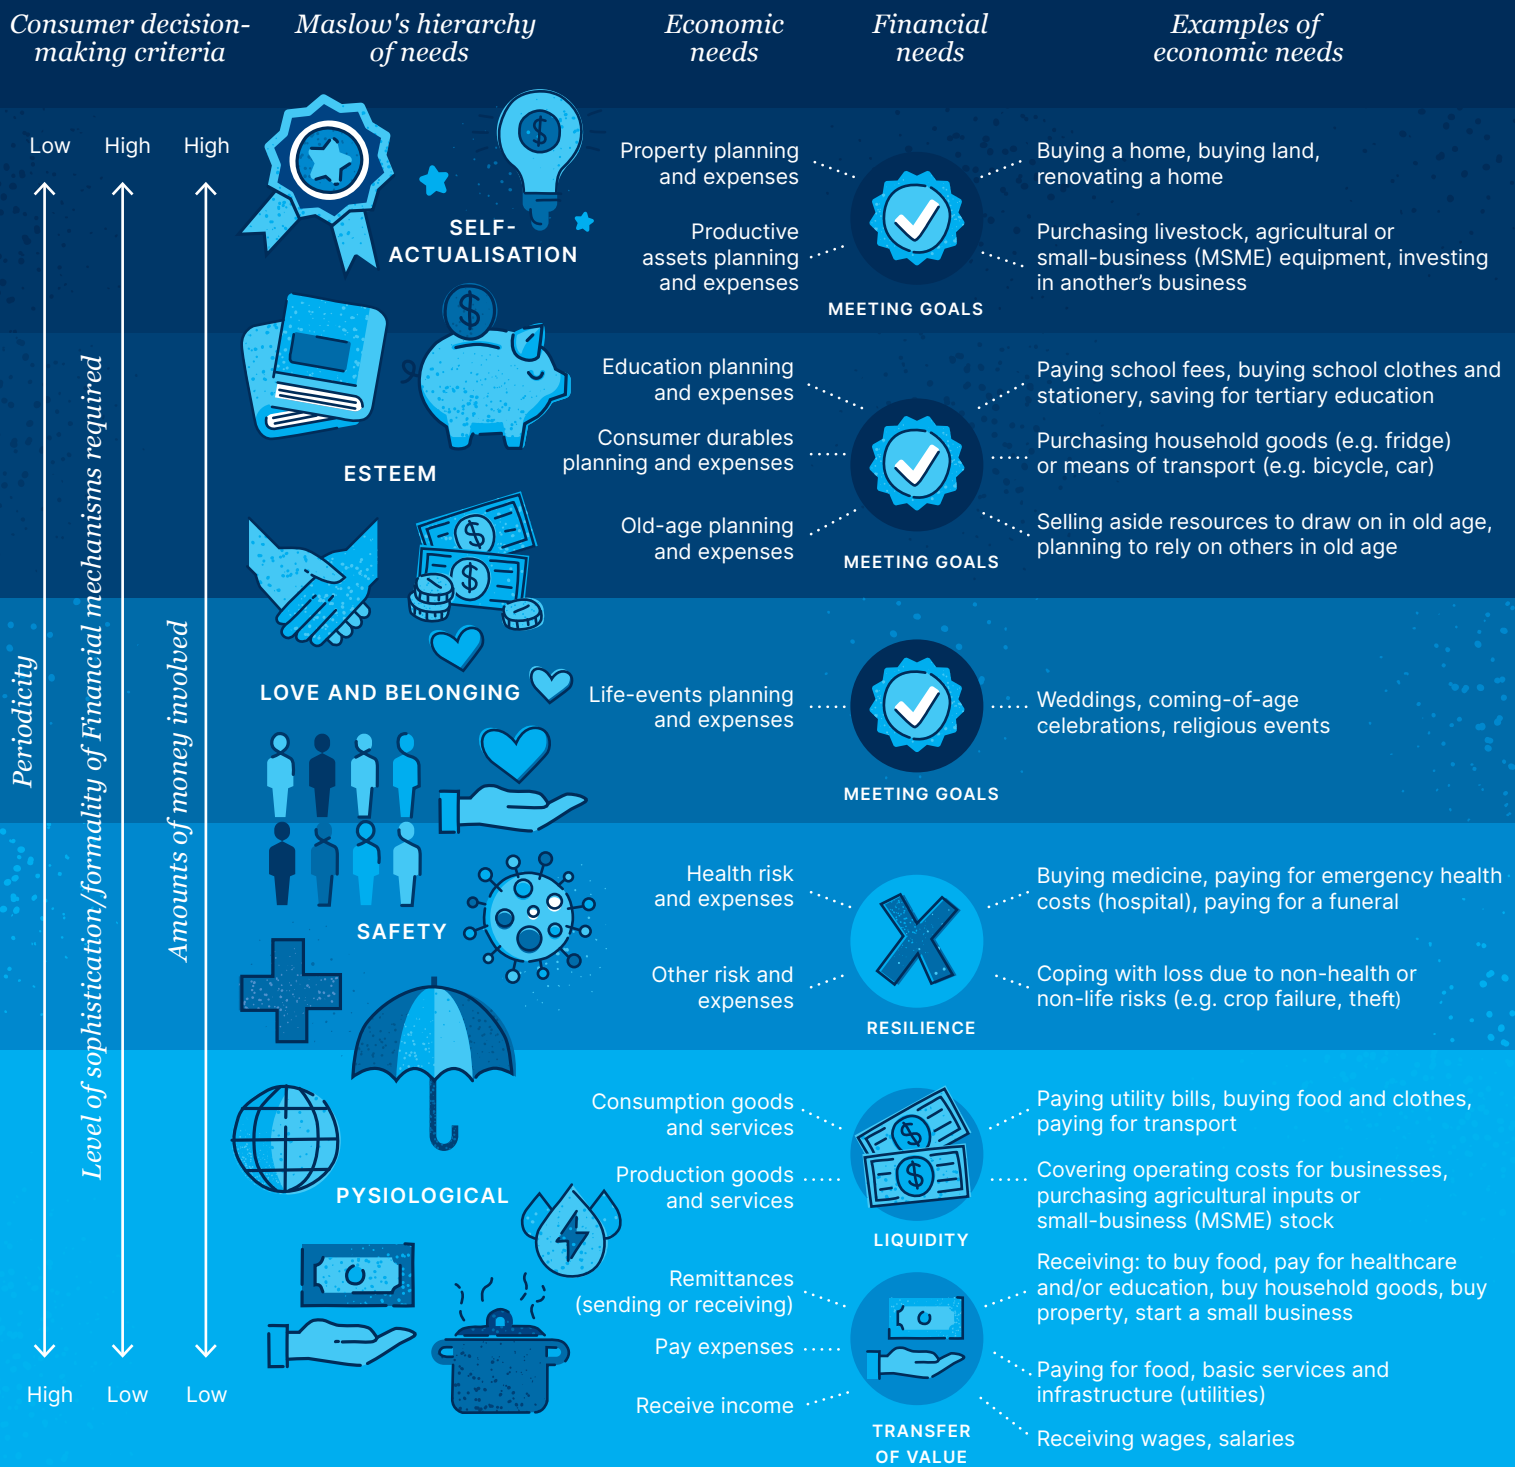 Consumer decision-
making criteria
Maslow's hierarchy
of needs
Economic
needs
Financial
needs
Examples of
economic needs
Low
High
High
Periodicity
Level of sophistication/formality of Financial mechanisms required
Amounts of money involved
High
Low
Low
SELF-
ACTUALISATION
Property planning
and expenses
Productive
assets planning
and expenses
MEETING GOALS
Buying a home, buying land,
renovating a home
Purchasing livestock, agricultural or
small-business (MSME) equipment, investing
in another’s business
ESTEEM
Education planning
and expenses
Consumer durables
planning and expenses
Old-age planning
and expenses
MEETING GOALS
Paying school fees, buying school clothes and
stationery, saving for tertiary education
Purchasing household goods (e.g. fridge)
or means of transport (e.g. bicycle, car)
Selling aside resources to draw on in old age,
planning to rely on others in old age
LOVE AND BELONGING
Life-events planning
and expenses
MEETING GOALS
Weddings, coming-of-age
celebrations, religious events
SAFETY
Health risk
and expenses
Other risk and
expenses
RESILIENCE
Buying medicine, paying for emergency health
costs (hospital), paying for a funeral
Coping with loss due to non-health or
non-life risks (e.g. crop failure, theft)
PYSIOLOGICAL
Consumption goods
and services
Production goods
and services
LIQUIDITY
Paying utility bills, buying food and clothes,
paying for transport
Covering operating costs for businesses,
purchasing agricultural inputs or
small-business (MSME) stock
Remittances
(sending or receiving)
Pay expenses
Receive income
TRANSFER
OF VALUE
Receiving: to buy food, pay for healthcare
and/or education, buy household goods, buy
property, start a small business
Paying for food, basic services and
infrastructure (utilities)
Receiving wages, salaries